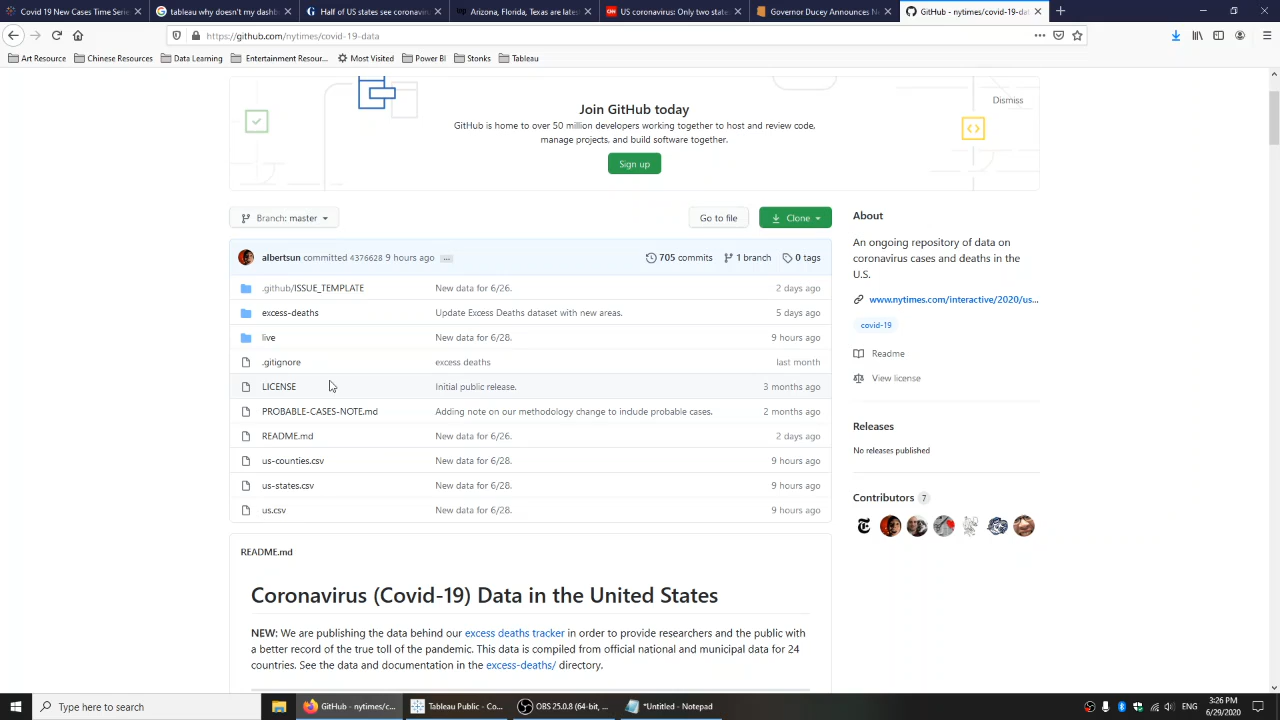 Covid 19 New Cases Time Serie
tableau why doesn't my dashbo
Half of US states see coronavirus
Arizona, Florida, Texas are latest
US coronavirus: Only two states
Governor Ducey Announces Ne
GitHub - nytimes/covid-19-dat
https://github.com/nytimes/covid-19-data
Art Resource
Chinese Resources
Data Learning
Entertainment Resour...
Most Visited
Power BI
Stonks
Tableau
Join GitHub today
Dismiss
GitHub is home to over 50 million developers working together to host and review code,
manage projects, and build software together.
Sign up
Branch: master
Go to file
Clone
albertsun committed 4376628 9 hours ago ...
705 commits
1 branch
0 tags
.github/ISSUE_TEMPLATE New data for 6/26. 2 days ago
excess-deaths Update Excess Deaths dataset with new areas. 5 days ago
live New data for 6/28. 9 hours ago
.gitignore excess deaths last month
LICENSE Initial public release. 3 months ago
PROBABLE-CASES-NOTE.md Adding note on our methodology change to include probable cases. 2 months ago
README.md New data for 6/26. 2 days ago
us-counties.csv New data for 6/28. 9 hours ago
us-states.csv New data for 6/28. 9 hours ago
us.csv New data for 6/28. 9 hours ago
About
An ongoing repository of data on
coronavirus cases and deaths in the
U.S.
www.nytimes.com/interactive/2020/us...
covid-19
Readme
View license
Releases
No releases published
Contributors 7
README.md
Coronavirus (Covid-19) Data in the United States
NEW: We are publishing the data behind our excess deaths tracker in order to provide researchers and the public with
a better record of the true toll of the pandemic. This data is compiled from official national and municipal data for 24
countries. See the data and documentation in the excess-deaths/ directory.
Type here to search
GitHub - nytimes/c...
Tableau Public - Co...
OBS 25.0.8 (64-bit, ...
*Untitled - Notepad
ENG
3:26 PM
6/29/2020